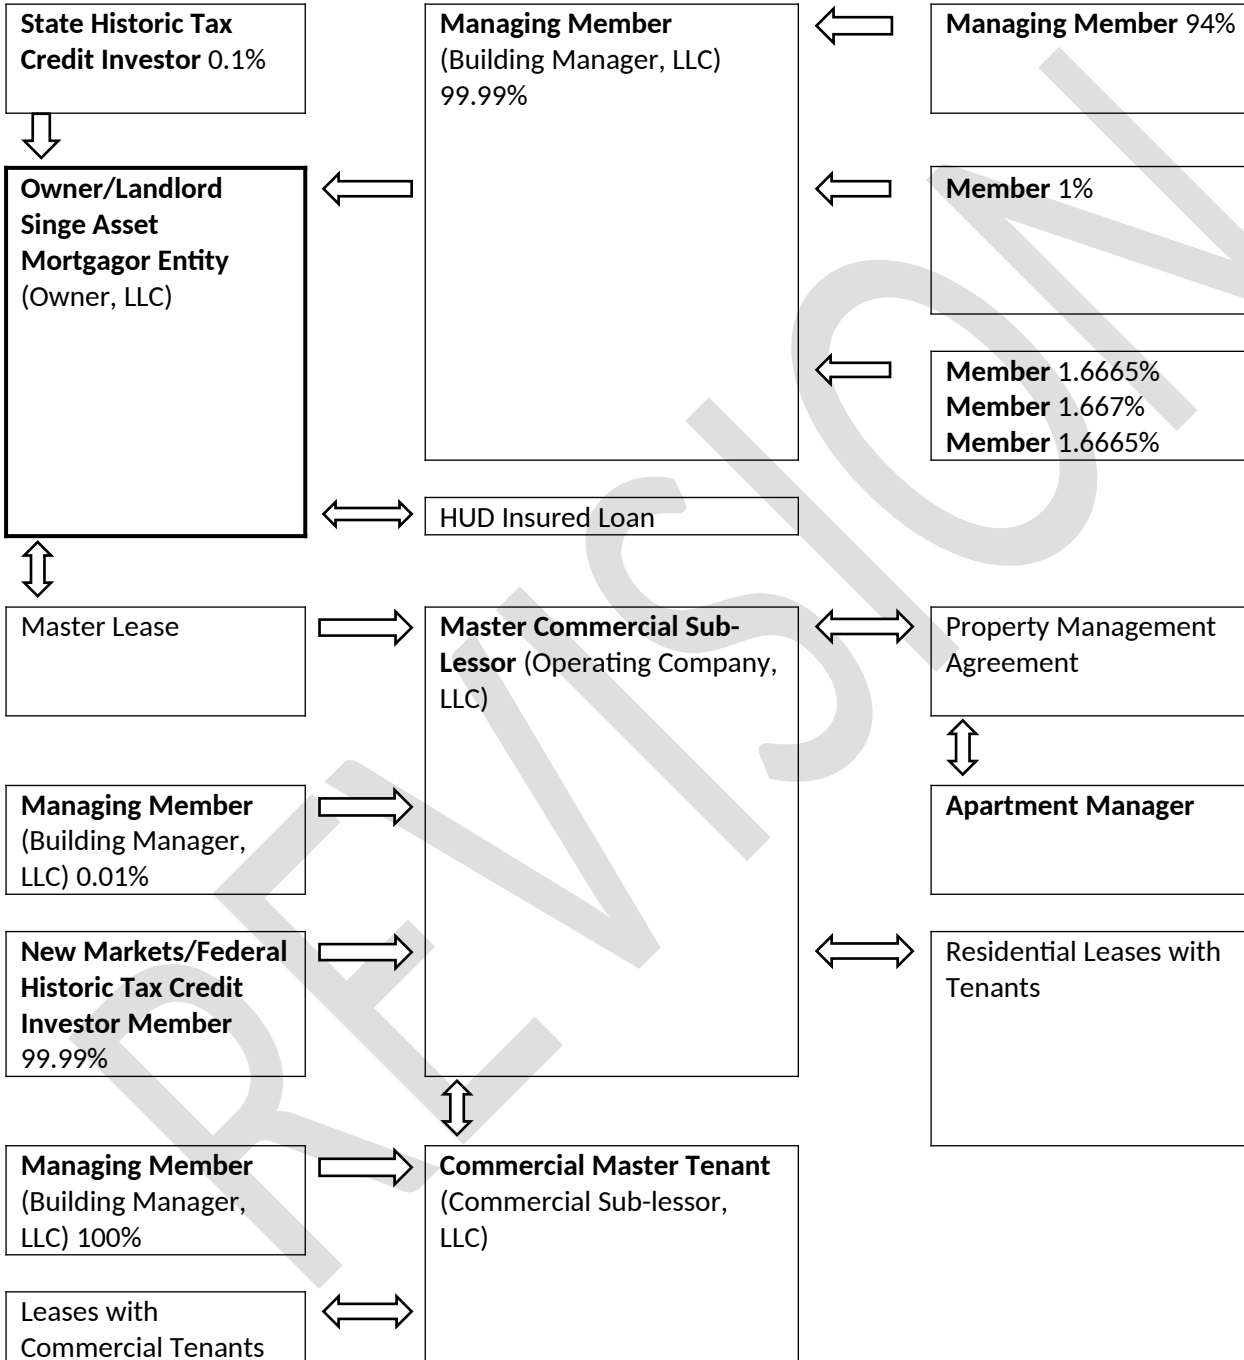 State Historic Tax
Credit Investor 0.1%
Managing Member
(Building Manager, LLC)
99.99%
Managing Member 94%
Owner/Landlord
Singe Asset
Mortgagor Entity
(Owner, LLC)
Member 1%
Member 1.6665%
Member 1.667%
Member 1.6665%
HUD Insured Loan
Master Lease
Master Commercial Sub-
Lessor (Operating Company,
LLC)
Property Management
Agreement
Managing Member
(Building Manager,
LLC) 0.01%
Apartment Manager
New Markets/Federal
Historic Tax Credit
Investor Member
99.99%
Residential Leases with
Tenants
Managing Member
(Building Manager,
LLC) 100%
Commercial Master Tenant
(Commercial Sub-lessor,
LLC)
Leases with
Commercial Tenants
REVISION